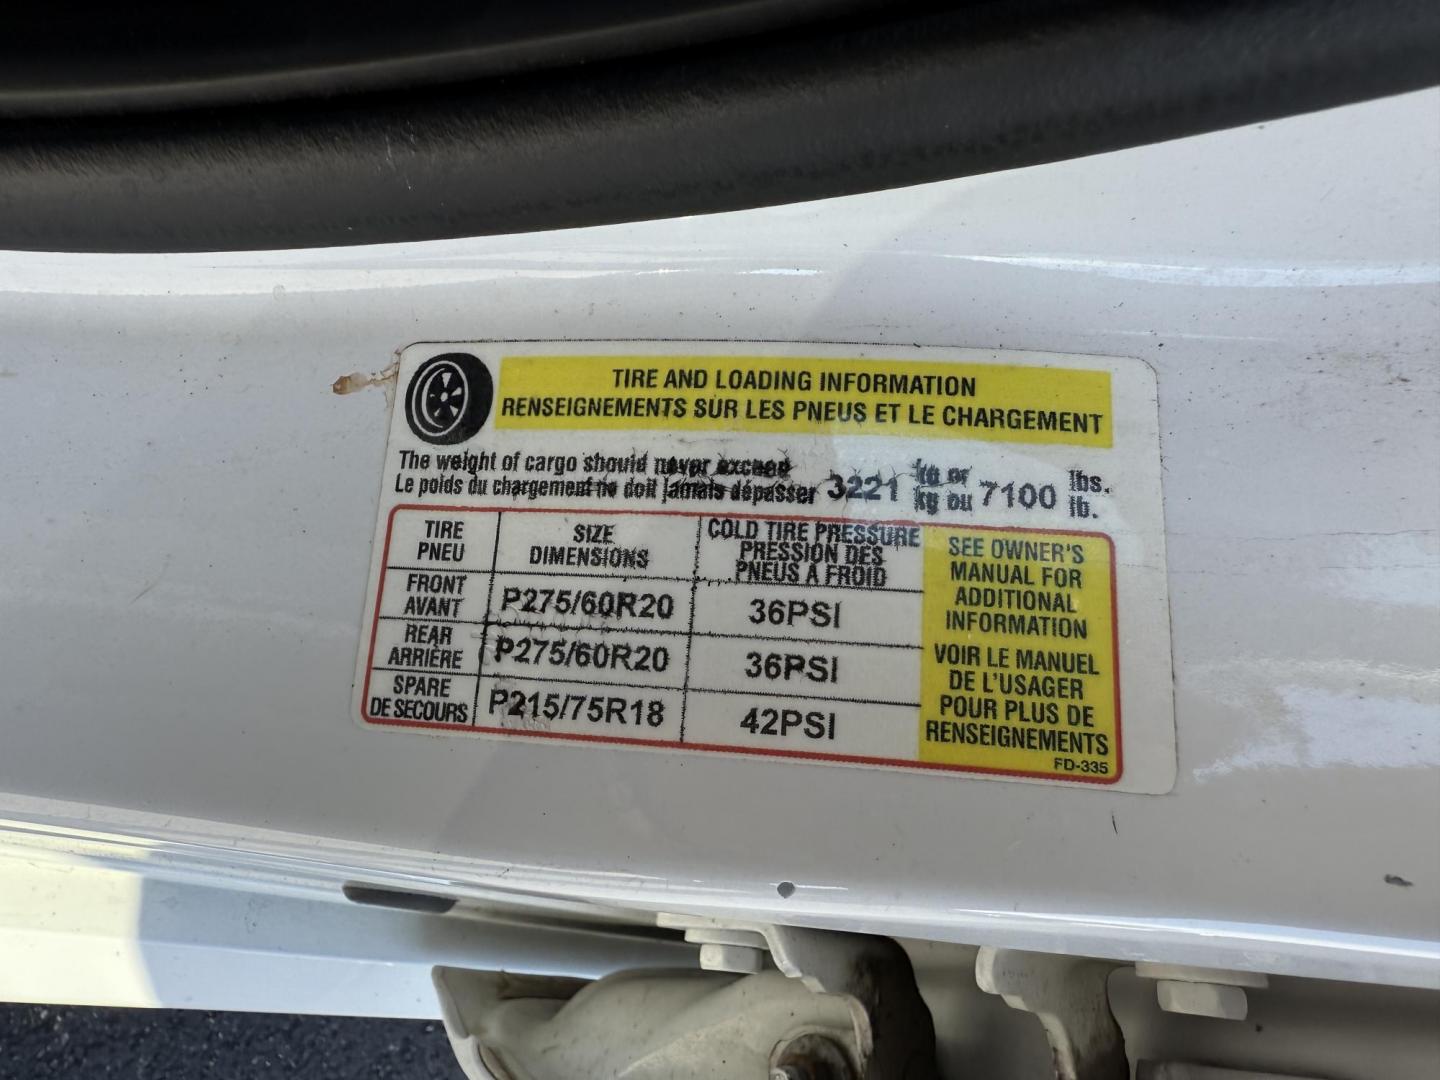 TIRE AND LOADING INFORMATION
RENSEIGNEMENTS SUR LES PNEUS ET LE CHARGEMENT
The weight of cargo should never exceed 3221 kg or 7100 lbs.
Le poids du chargement ne doit jamais dépasser kg ou lb.
TIRE PNEU
SIZE DIMENSIONS
COLD TIRE PRESSURE
PRESSION DES
PNEUS À FROID
FRONT AVANT P275/60R20 36PSI
REAR ARRIÈRE P275/60R20 36PSI
SPARE DE SECOURS P215/75R18 42PSI
SEE OWNER'S
MANUAL FOR
ADDITIONAL
INFORMATION
VOIR LE MANUEL
DE L'USAGER
POUR PLUS DE
RENSEIGNEMENTS
FD-335